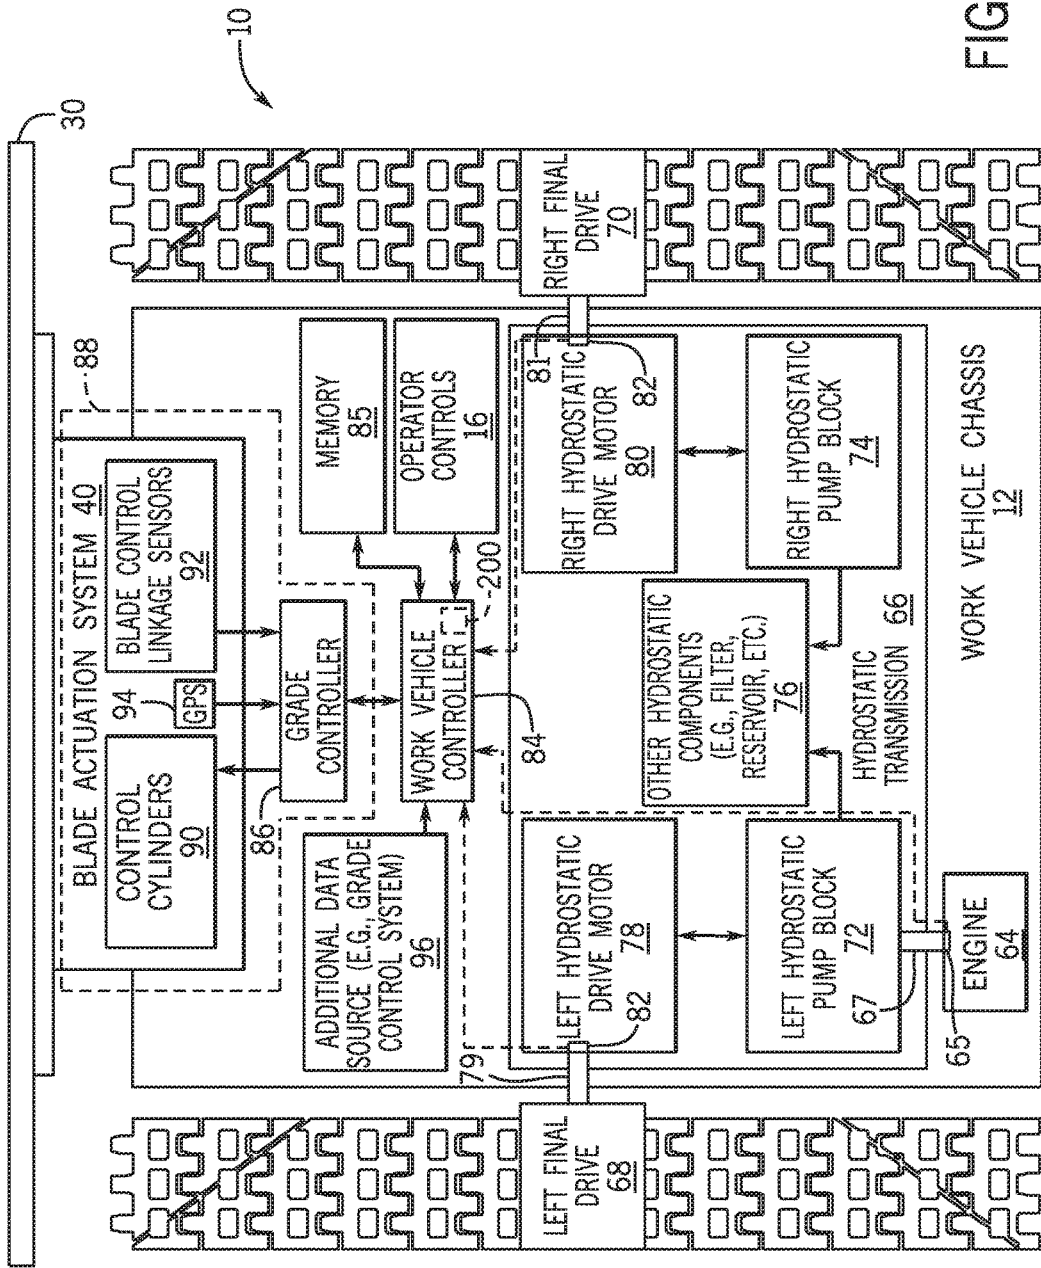 10
30
88
BLADE ACTUATION SYSTEM 40
CONTROL
CYLINDERS
90
94
GPS
BLADE CONTROL
LINKAGE SENSORS
92
86
GRADE
CONTROLLER
MEMORY
85
OPERATOR
CONTROLS
16
ADDITIONAL DATA
SOURCE (E.G., GRADE
CONTROL SYSTEM)
96
WORK VEHICLE
CONTROLLER
200
84
LEFT FINAL
DRIVE
68
79
82
LEFT HYDROSTATIC
DRIVE MOTOR
78
RIGHT HYDROSTATIC
DRIVE MOTOR
80
81
82
RIGHT FINAL
DRIVE
70
OTHER HYDROSTATIC
COMPONENTS
(E.G., FILTER,
RESERVOIR, ETC.)
76
LEFT HYDROSTATIC
PUMP BLOCK
72
67
RIGHT HYDROSTATIC
PUMP BLOCK
74
HYDROSTATIC
TRANSMISSION 66
65
ENGINE
64
WORK VEHICLE CHASSIS
12
FIG